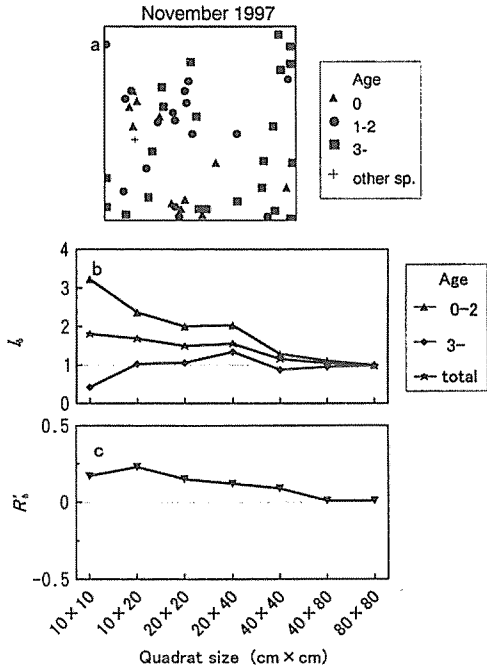 November 1997
a
Age
0
1-2
3-
other sp.
4
3
2
1
0
b
Iδ
Age
0-2
3-
total
0.5
0
-0.5
c
R'δ
10×10
10×20
20×20
20×40
40×40
40×80
80×80
Quadrat size (cm×cm)